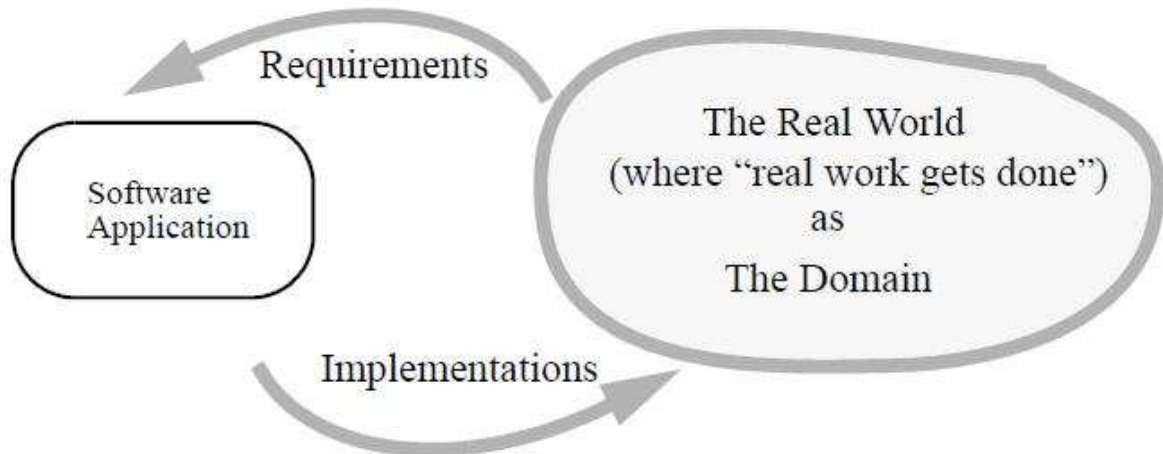 Requirements
The Real World
(where “real work gets done”)
as
The Domain
Software
Application
Implementations